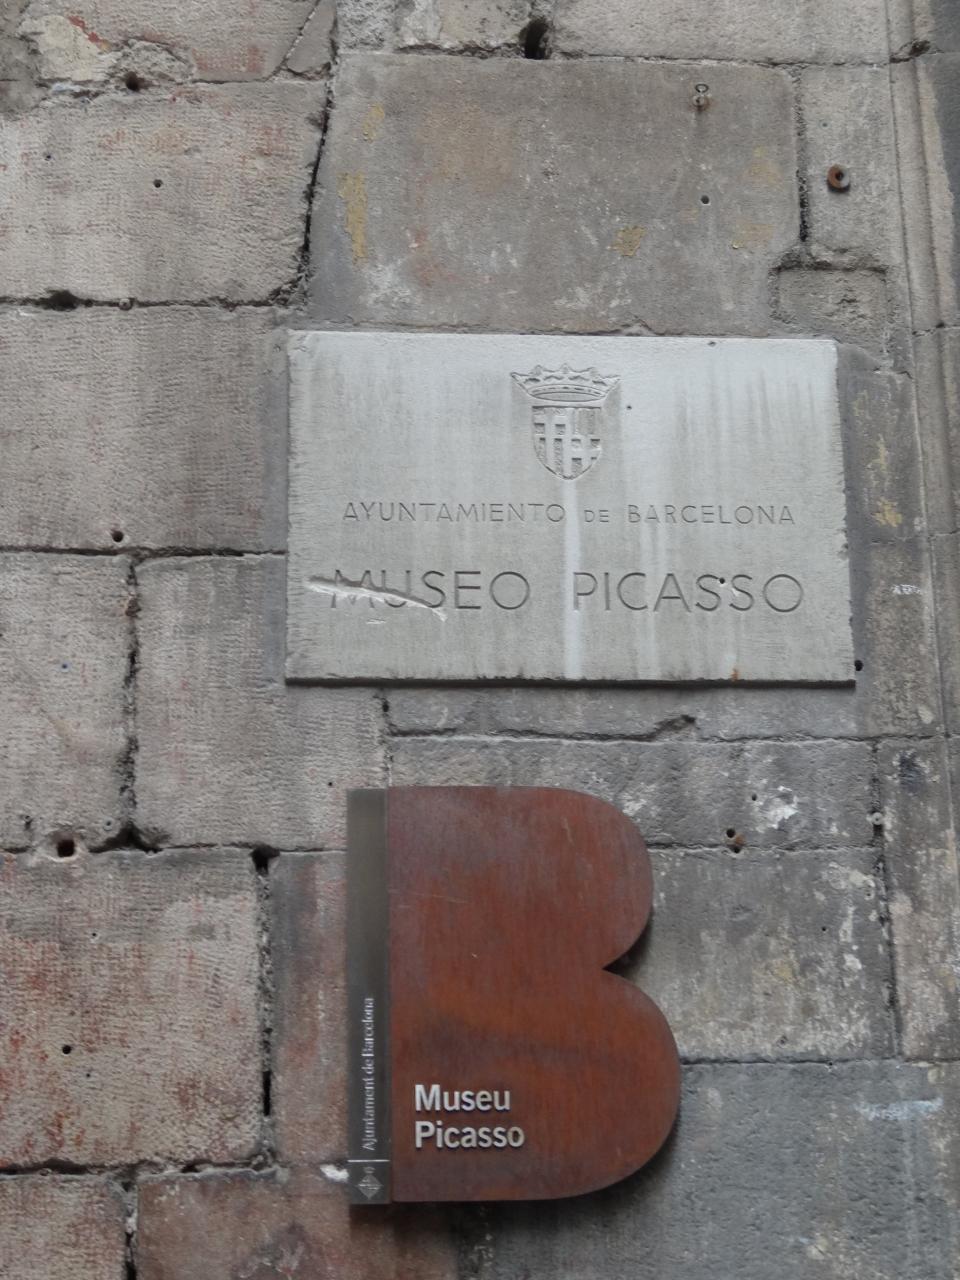 AYUNTAMIENTO DE BARCELONA
MUSEO PICASSO
Ajuntament de Barcelona
Museu
Picasso